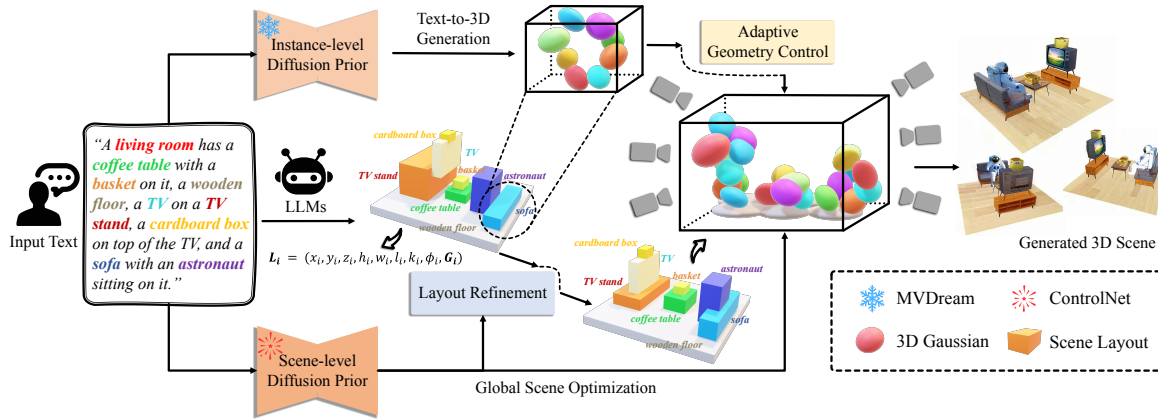 Instance-level
Diffusion Prior
Text-to-3D
Generation
Adaptive
Geometry Control
Input Text
“A living room has a
coffee table with a
basket on it, a wooden
floor, a TV on a TV
stand, a cardboard box
on top of the TV, and a
sofa with an astronaut
sitting on it.”
LLMs
cardboard box
TV
TV stand
basket
astronaut
coffee table
sofa
wooden floor
L_i = (x_i, y_i, z_i, h_i, w_i, l_i, k_i, ϕ_i, G_i)
Layout Refinement
cardboard box
TV
TV stand
basket
astronaut
coffee table
sofa
wooden floor
Scene-level
Diffusion Prior
Global Scene Optimization
Generated 3D Scene
MVDream
ControlNet
3D Gaussian
Scene Layout